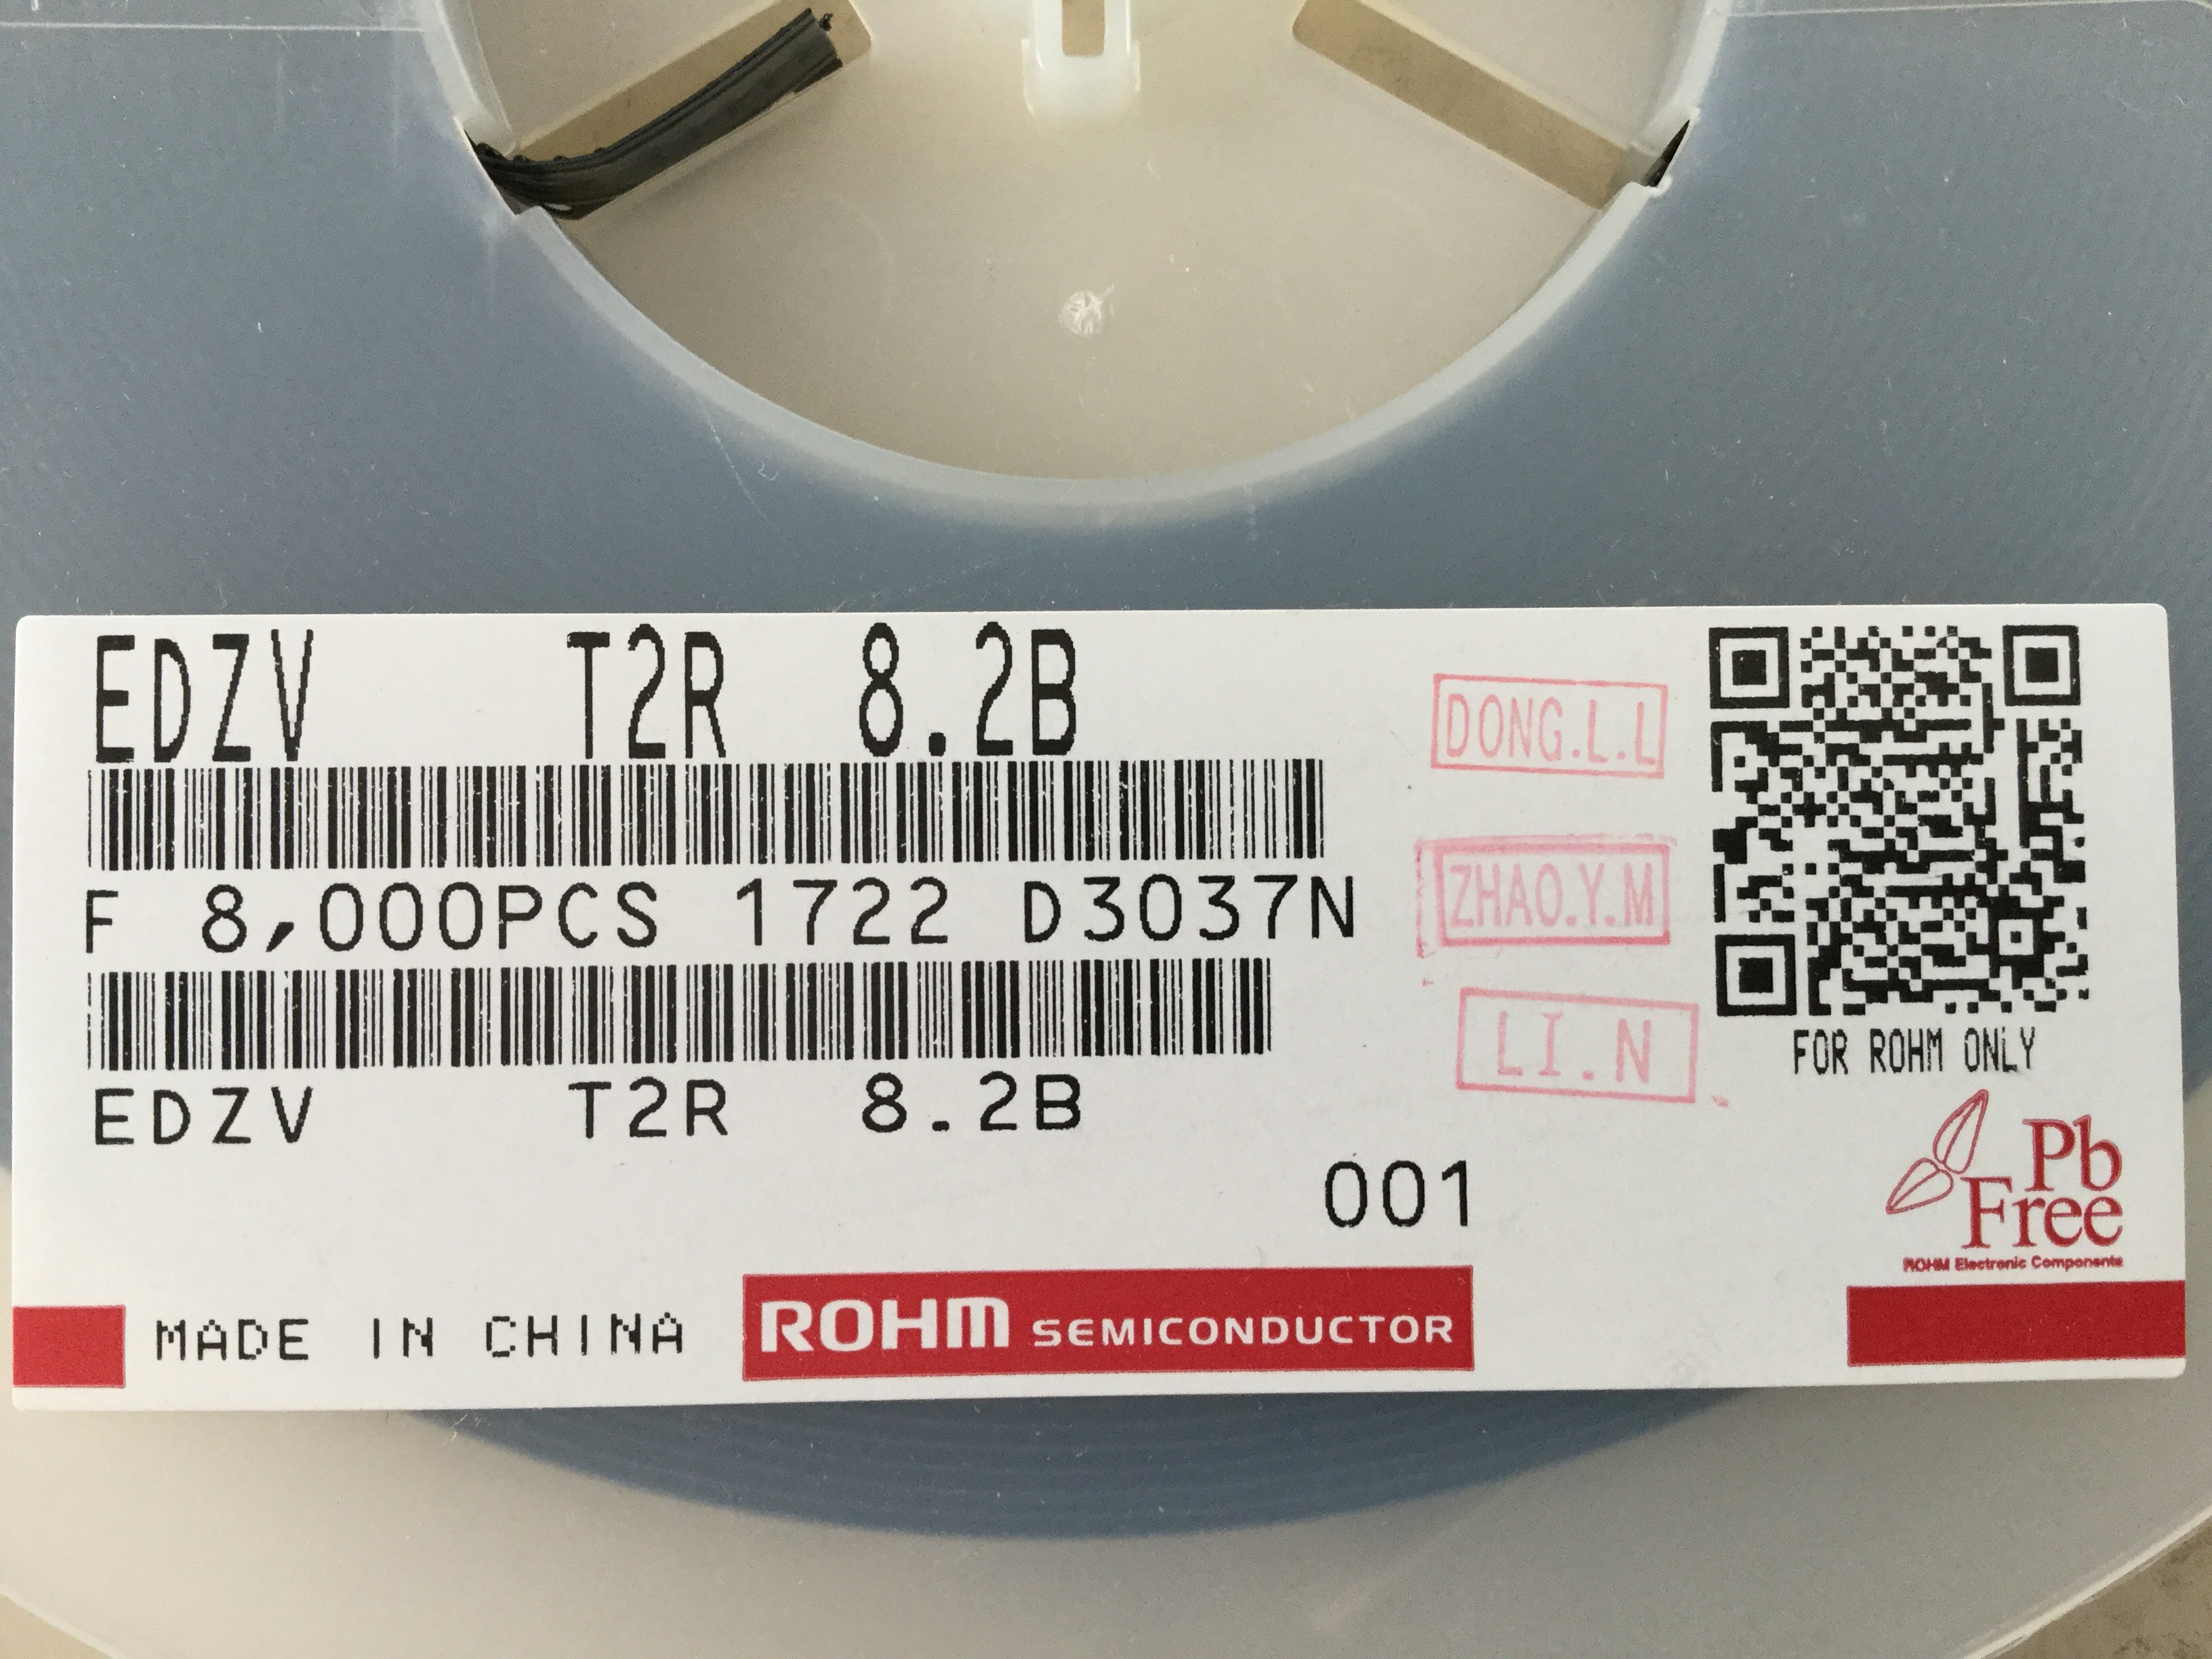 EDZV T2R 8.2B
F 8,000PCS 1722 D3037N
EDZV T2R 8.2B
001
MADE IN CHINA
ROHM SEMICONDUCTOR
DONG.L.L
ZHAO.Y.M
LI.N
FOR ROHM ONLY
Pb
Free
ROHM Electronic Components